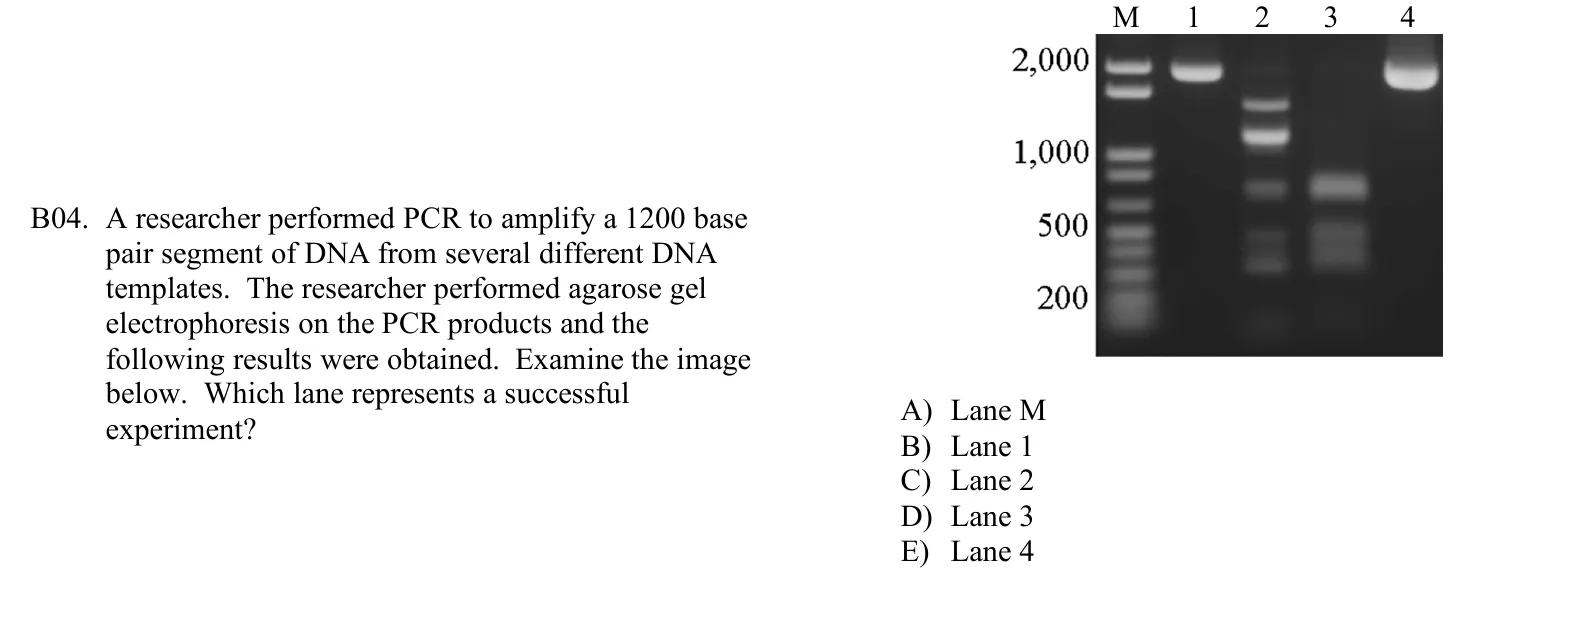 B04. A researcher performed PCR to amplify a 1200 base
pair segment of DNA from several different DNA
templates. The researcher performed agarose gel
electrophoresis on the PCR products and the
following results were obtained. Examine the image
below. Which lane represents a successful
experiment?
M 1 2 3 4
2,000
1,000
500
200
A) Lane M
B) Lane 1
C) Lane 2
D) Lane 3
E) Lane 4